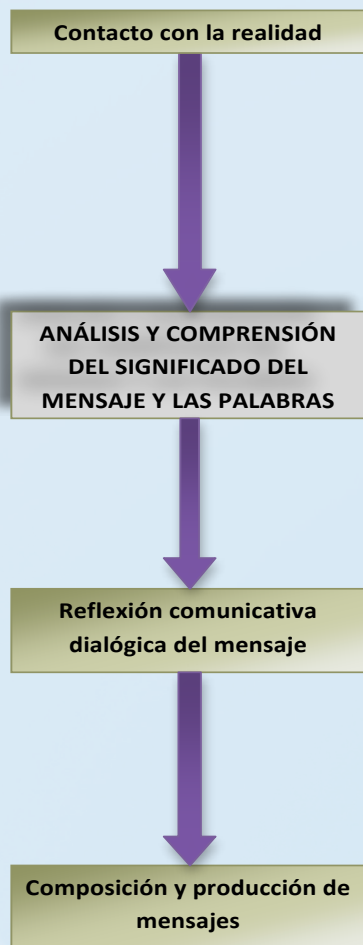 Contacto con la realidad
ANÁLISIS Y COMPRENSIÓN
DEL SIGNIFICADO DEL
MENSAJE Y LAS PALABRAS
Reflexión comunicativa
dialógica del mensaje
Composición y producción de
mensajes